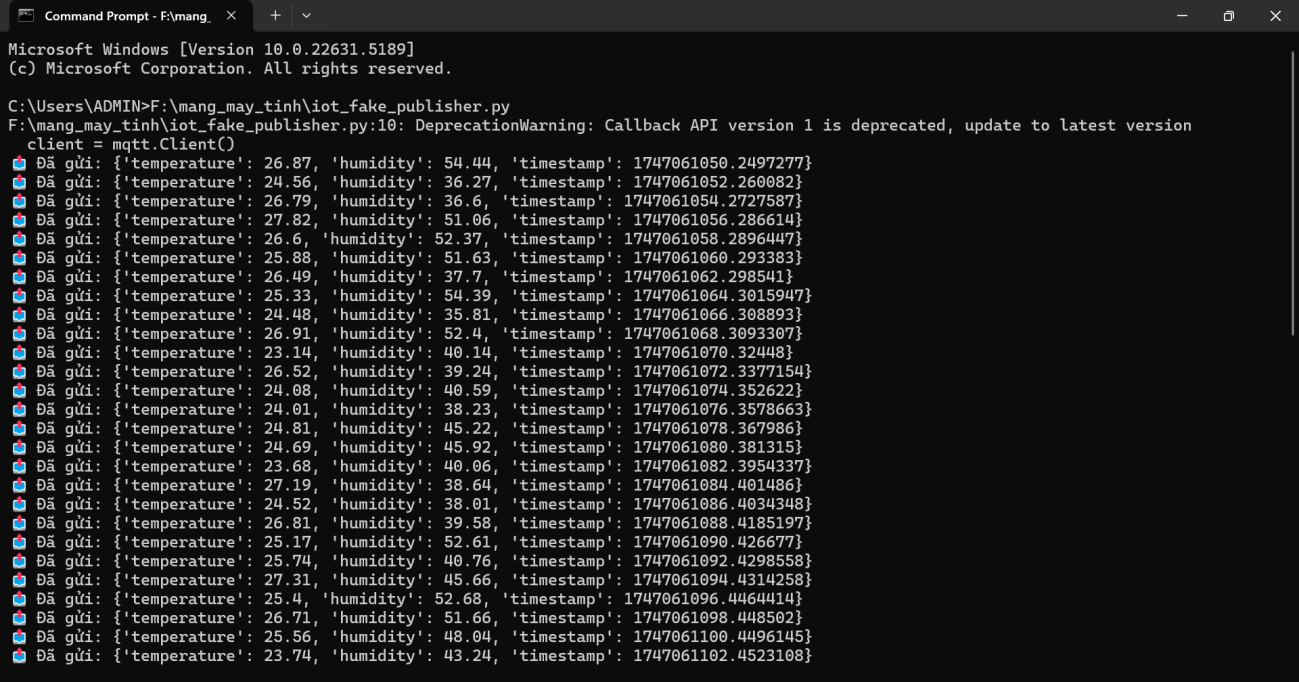 Command Prompt - F:\mang_
Microsoft Windows [Version 10.0.22631.5189]
(c) Microsoft Corporation. All rights reserved.
C:\Users\ADMIN>F:\mang_may_tinh\iot_fake_publisher.py
F:\mang_may_tinh\iot_fake_publisher.py:10: DeprecationWarning: Callback API version 1 is deprecated, update to latest version
  client = mqtt.Client()
📤 Đã gửi: {'temperature': 26.87, 'humidity': 54.44, 'timestamp': 1747061050.2497277}
📤 Đã gửi: {'temperature': 24.56, 'humidity': 36.27, 'timestamp': 1747061052.260082}
📤 Đã gửi: {'temperature': 26.79, 'humidity': 36.6, 'timestamp': 1747061054.2727587}
📤 Đã gửi: {'temperature': 27.82, 'humidity': 51.06, 'timestamp': 1747061056.286614}
📤 Đã gửi: {'temperature': 26.6, 'humidity': 52.37, 'timestamp': 1747061058.2896447}
📤 Đã gửi: {'temperature': 25.88, 'humidity': 51.63, 'timestamp': 1747061060.293383}
📤 Đã gửi: {'temperature': 26.49, 'humidity': 37.7, 'timestamp': 1747061062.298541}
📤 Đã gửi: {'temperature': 25.33, 'humidity': 54.39, 'timestamp': 1747061064.3015947}
📤 Đã gửi: {'temperature': 24.48, 'humidity': 35.81, 'timestamp': 1747061066.308893}
📤 Đã gửi: {'temperature': 26.91, 'humidity': 52.4, 'timestamp': 1747061068.3093307}
📤 Đã gửi: {'temperature': 23.14, 'humidity': 40.14, 'timestamp': 1747061070.32448}
📤 Đã gửi: {'temperature': 26.52, 'humidity': 39.24, 'timestamp': 1747061072.3377154}
📤 Đã gửi: {'temperature': 24.08, 'humidity': 40.59, 'timestamp': 1747061074.352622}
📤 Đã gửi: {'temperature': 24.01, 'humidity': 38.23, 'timestamp': 1747061076.3578663}
📤 Đã gửi: {'temperature': 24.81, 'humidity': 45.22, 'timestamp': 1747061078.367986}
📤 Đã gửi: {'temperature': 24.69, 'humidity': 45.92, 'timestamp': 1747061080.381315}
📤 Đã gửi: {'temperature': 23.68, 'humidity': 40.06, 'timestamp': 1747061082.3954337}
📤 Đã gửi: {'temperature': 27.19, 'humidity': 38.64, 'timestamp': 1747061084.401486}
📤 Đã gửi: {'temperature': 24.52, 'humidity': 38.01, 'timestamp': 1747061086.4034348}
📤 Đã gửi: {'temperature': 26.81, 'humidity': 39.58, 'timestamp': 1747061088.4185197}
📤 Đã gửi: {'temperature': 25.17, 'humidity': 52.61, 'timestamp': 1747061090.426677}
📤 Đã gửi: {'temperature': 25.74, 'humidity': 40.76, 'timestamp': 1747061092.4298558}
📤 Đã gửi: {'temperature': 27.31, 'humidity': 45.66, 'timestamp': 1747061094.4314258}
📤 Đã gửi: {'temperature': 25.4, 'humidity': 52.68, 'timestamp': 1747061096.4464414}
📤 Đã gửi: {'temperature': 26.71, 'humidity': 51.66, 'timestamp': 1747061098.448502}
📤 Đã gửi: {'temperature': 25.56, 'humidity': 48.04, 'timestamp': 1747061100.4496145}
📤 Đã gửi: {'temperature': 23.74, 'humidity': 43.24, 'timestamp': 1747061102.4523108}